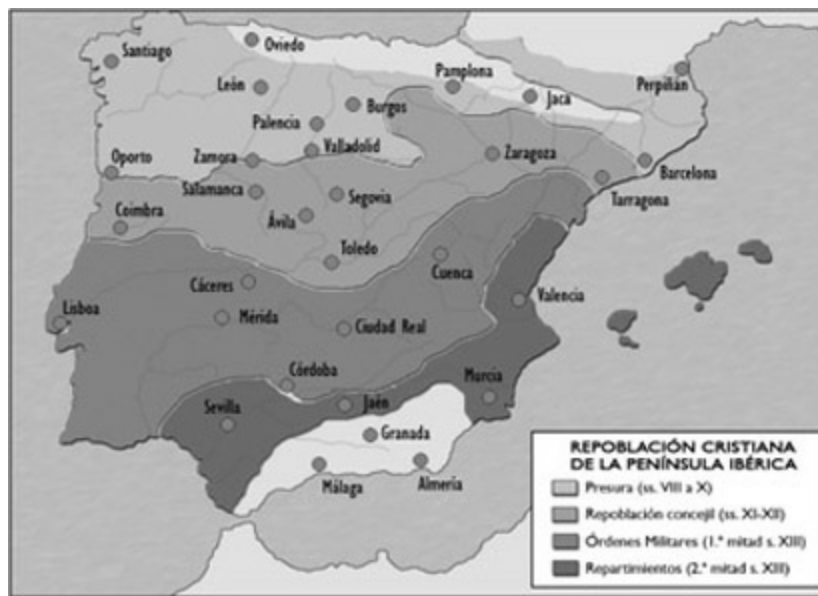 Oviedo
Santiago
Pamplona
Perpiñán
León
Jaca
Burgos
Palencia
Valladolid
Zaragoza
Oporto
Zamora
Barcelona
Salamanca
Segovia
Tarragona
Coimbra
Ávila
Toledo
Cuenca
Cáceres
Valencia
Lisboa
Mérida
Ciudad Real
Córdoba
Murcia
Sevilla
Jaén
Granada
Málaga
Almería
REPOBLACIÓN CRISTIANA
DE LA PENÍNSULA IBÉRICA
Presura (ss. VIII a X)
Repoblación concejil (ss. XI-XII)
Órdenes Militares (1.ª mitad s. XIII)
Repartimientos (2.ª mitad s. XIII)